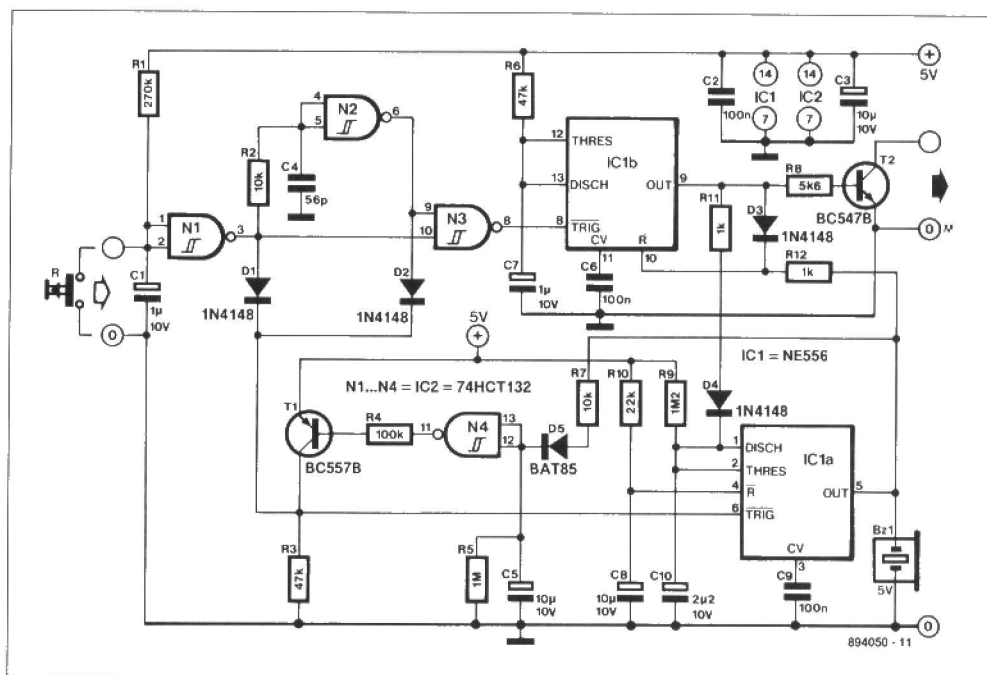 R1
270k
R
C1
1µ
10V
1
2
N1
3
R2
10k
4
5
N2
6
C4
56p
9
10
N3
8
D1
1N4148
D2
1N4148
R6
47k
12
THRES
13
DISCH
8
TRIG
IC1b
OUT
9
CV
11
R
10
C7
1µ
10V
C6
100n
C2
100n
14
IC1
7
14
IC2
7
C3
10µ
10V
+
5V
R11
1k
D3
1N4148
R8
5k6
T2
BC547B
R12
1k
0
5V
+
N1...N4 = IC2 = 74HCT132
IC1 = NE556
T1
BC557B
R4
100k
11
N4
13
12
D5
BAT85
R7
10k
R10
22k
R9
1M2
D4
1N4148
1
DISCH
2
THRES
4
R
6
TRIG
IC1a
OUT
5
CV
3
R3
47k
R5
1M
C5
10µ
10V
C8
10µ
10V
C10
2µ2
10V
C9
100n
Bz1
5V
0
0
894050 - 11